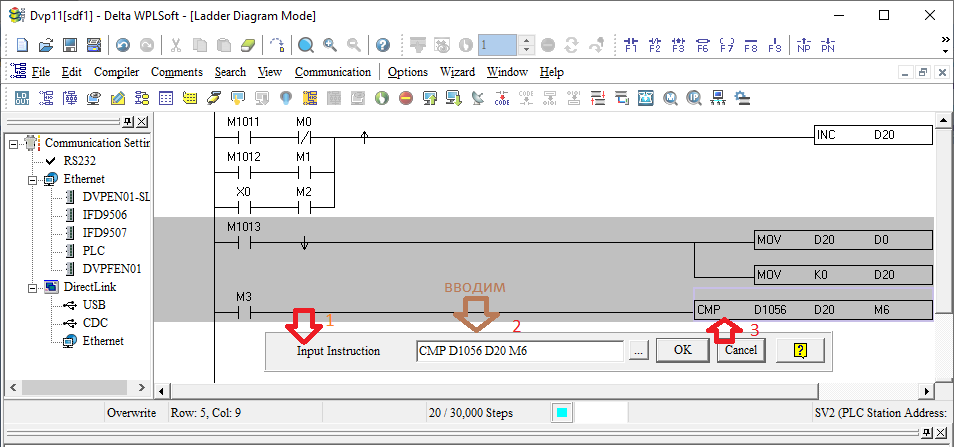 Dvp11[sdf1] - Delta WPLSoft - [Ladder Diagram Mode]
1
F1 F2 F3 F6 F7 F8 F9 NP PN
File Edit Compiler Comments Search View Communication Options Wizard Window Help
CODE CODE
Communication Settin
RS232
Ethernet
DVPEN01-SL
IFD9506
IFD9507
PLC
DVPFEN01
DirectLink
USB
CDC
Ethernet
M1011 M0
INC D20
M1012 M1
X0 M2
M1013
MOV D20 D0
MOV K0 D20
M3
CMP D1056 D20 M6
вводим
1
2
3
Input Instruction
CMP D1056 D20 M6
...
OK
Cancel
?
Overwrite Row: 5, Col: 9 20 / 30,000 Steps SV2 (PLC Station Address: